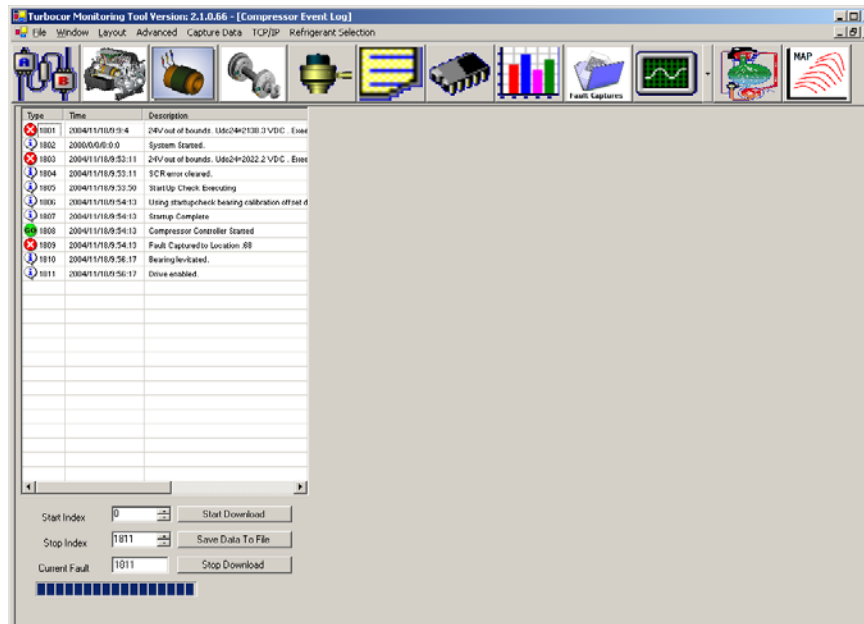 Turbocor Monitoring Tool Version: 2.1.0.66 - [Compressor Event Log]
File Window Layout Advanced Capture Data TCP/IP Refrigerant Selection
A
B
Fault Captures
MAP
Type Time Description
1801 2004/11/18/9:9:4 24V out of bounds. Udc24=2138.3 VDC . Exee
1802 2000/0/0/0:0:0 System Started.
1803 2004/11/18/9:53:11 24V out of bounds. Udc24=2022.2 VDC . Exee
1804 2004/11/18/9:53:11 SCR error cleared.
1805 2004/11/18/9:53:50 StartUp Check Executing
1806 2004/11/18/9:54:13 Using startupcheck bearing calibration offset d
1807 2004/11/18/9:54:13 Startup Complete
GO 1808 2004/11/18/9:54:13 Compressor Controller Started
1809 2004/11/18/9:54:13 Fault Captured to Location :68
1810 2004/11/18/9:56:17 Bearing levitated.
1811 2004/11/18/9:56:17 Drive enabled.
Start Index 0 Start Download
Stop Index 1811 Save Data To File
Current Fault 1811 Stop Download